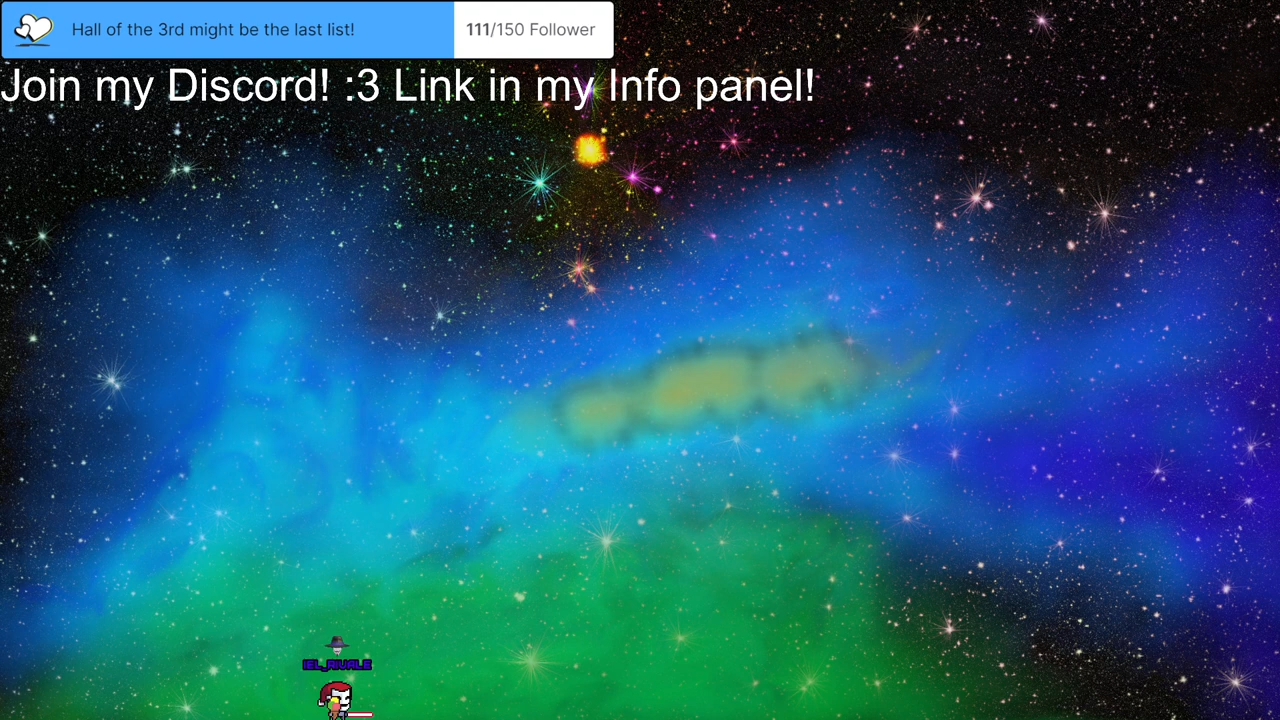 Hall of the 3rd might be the last list!
111/150 Follower
Join my Discord! :3 Link in my Info panel!
IEL_RIVALE